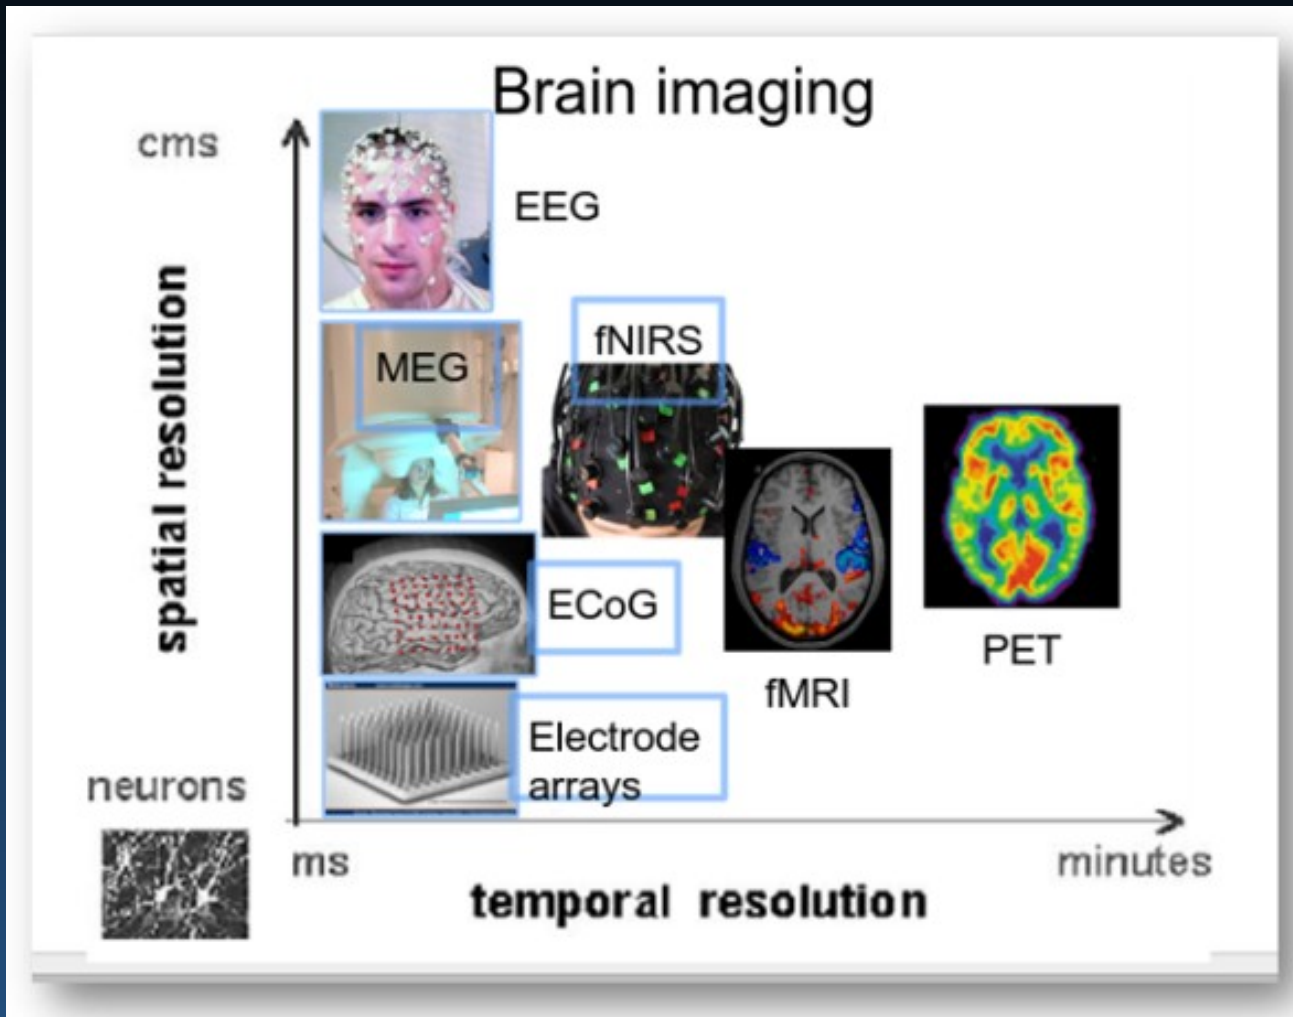 Brain imaging
cms
EEG
spatial resolution
fNIRS
MEG
ECoG
PET
fMRI
Electrode
arrays
neurons
ms
minutes
temporal resolution